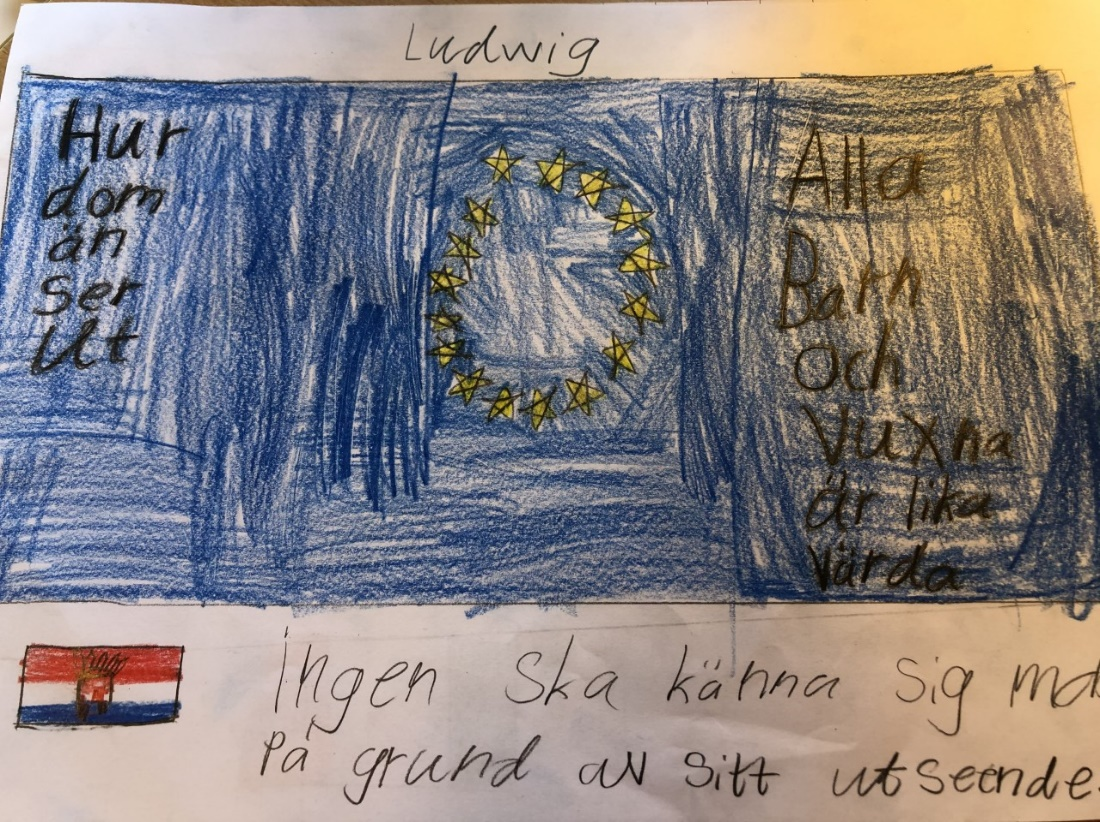 Ludwig
Hur
dom
än
ser
Ut
Alla
Barn
och
Vuxna
är lika
värda
Ingen ska känna sig
på grund av sitt utseende.